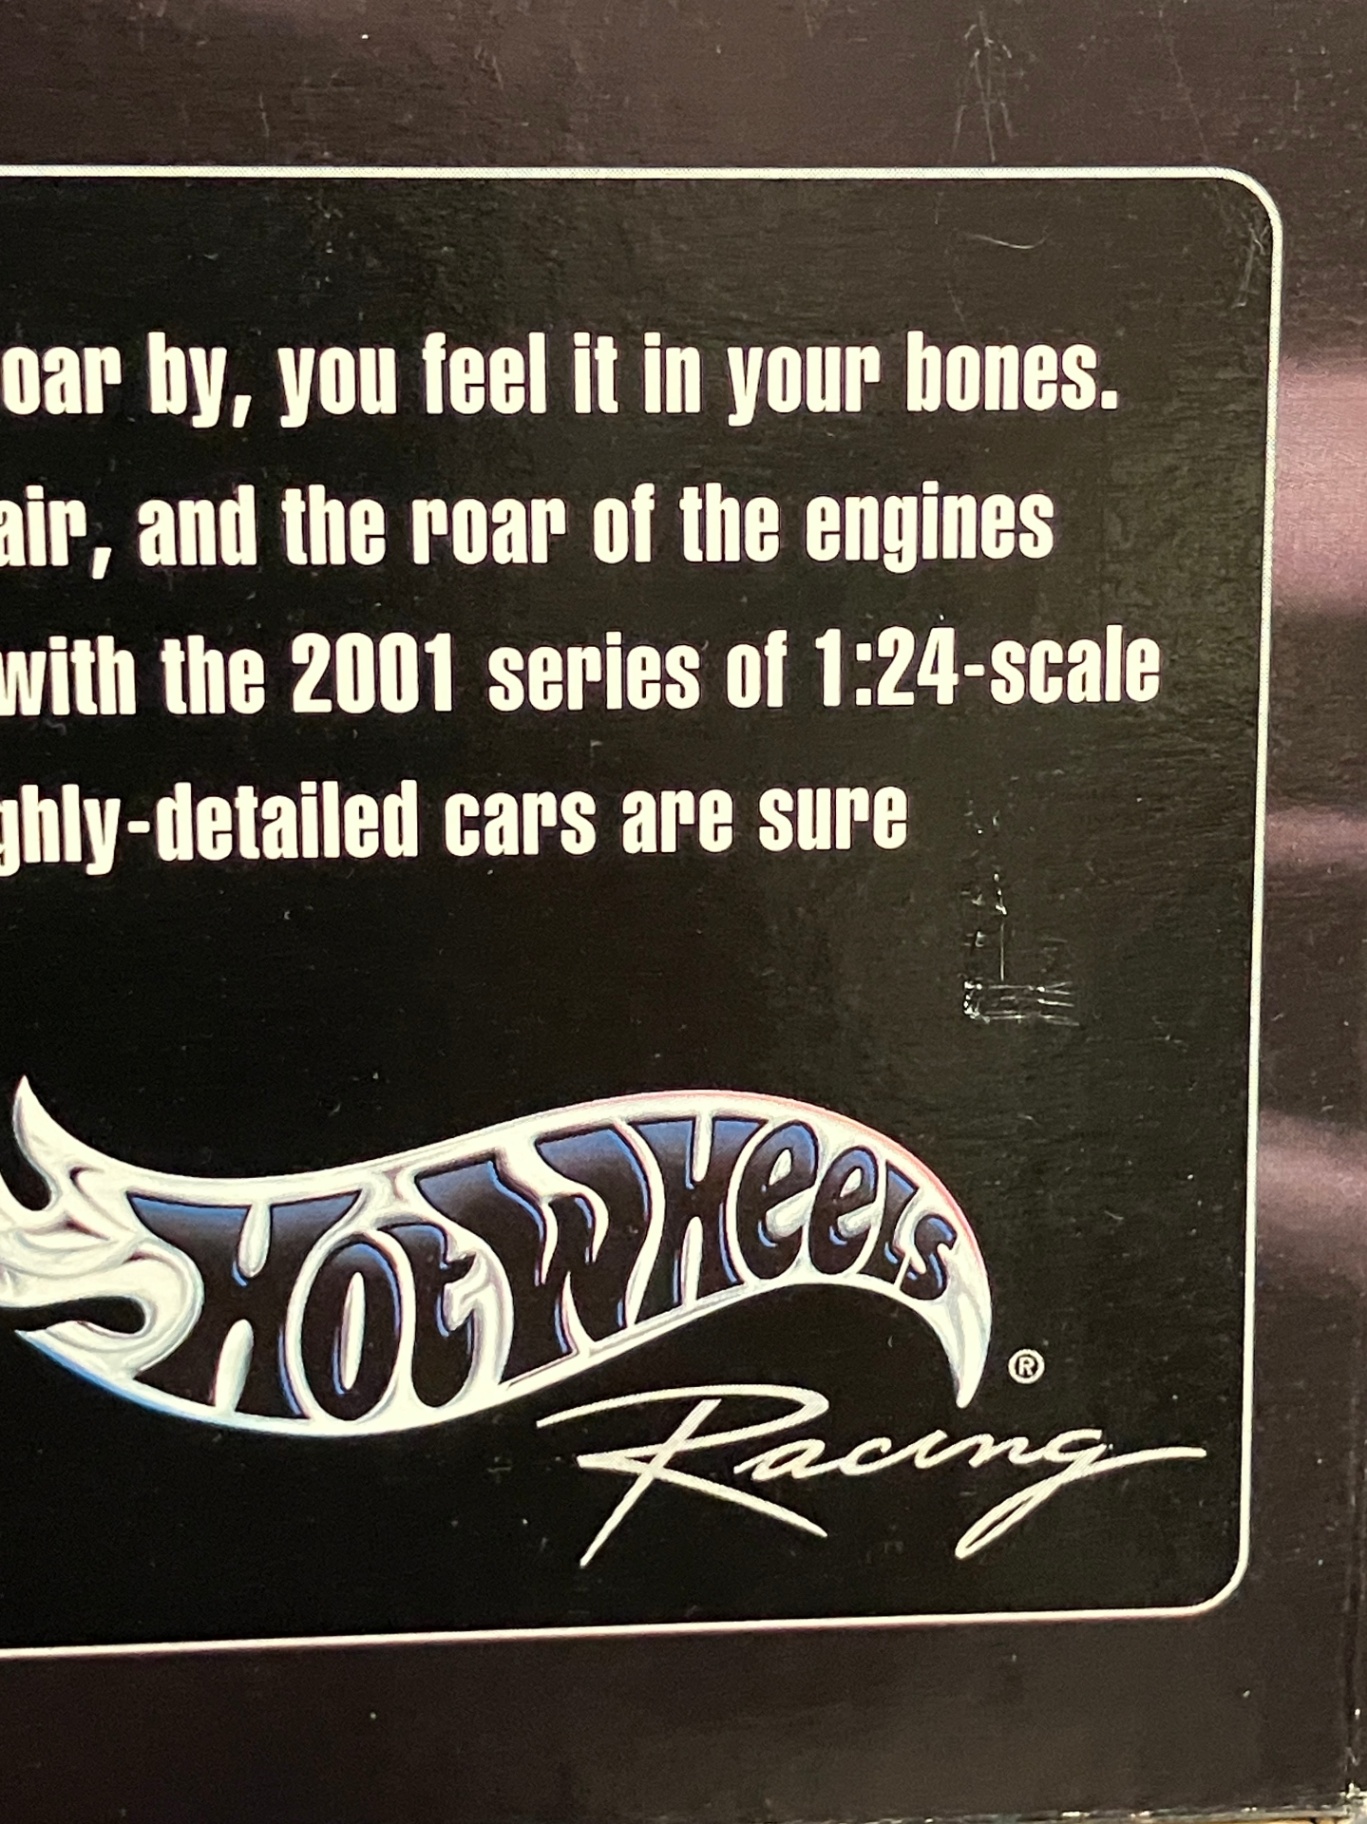 oar by, you feel it in your bones.
air, and the roar of the engines
with the 2001 series of 1:24-scale
ghly-detailed cars are sure
HOT WHEELS
®
Racing